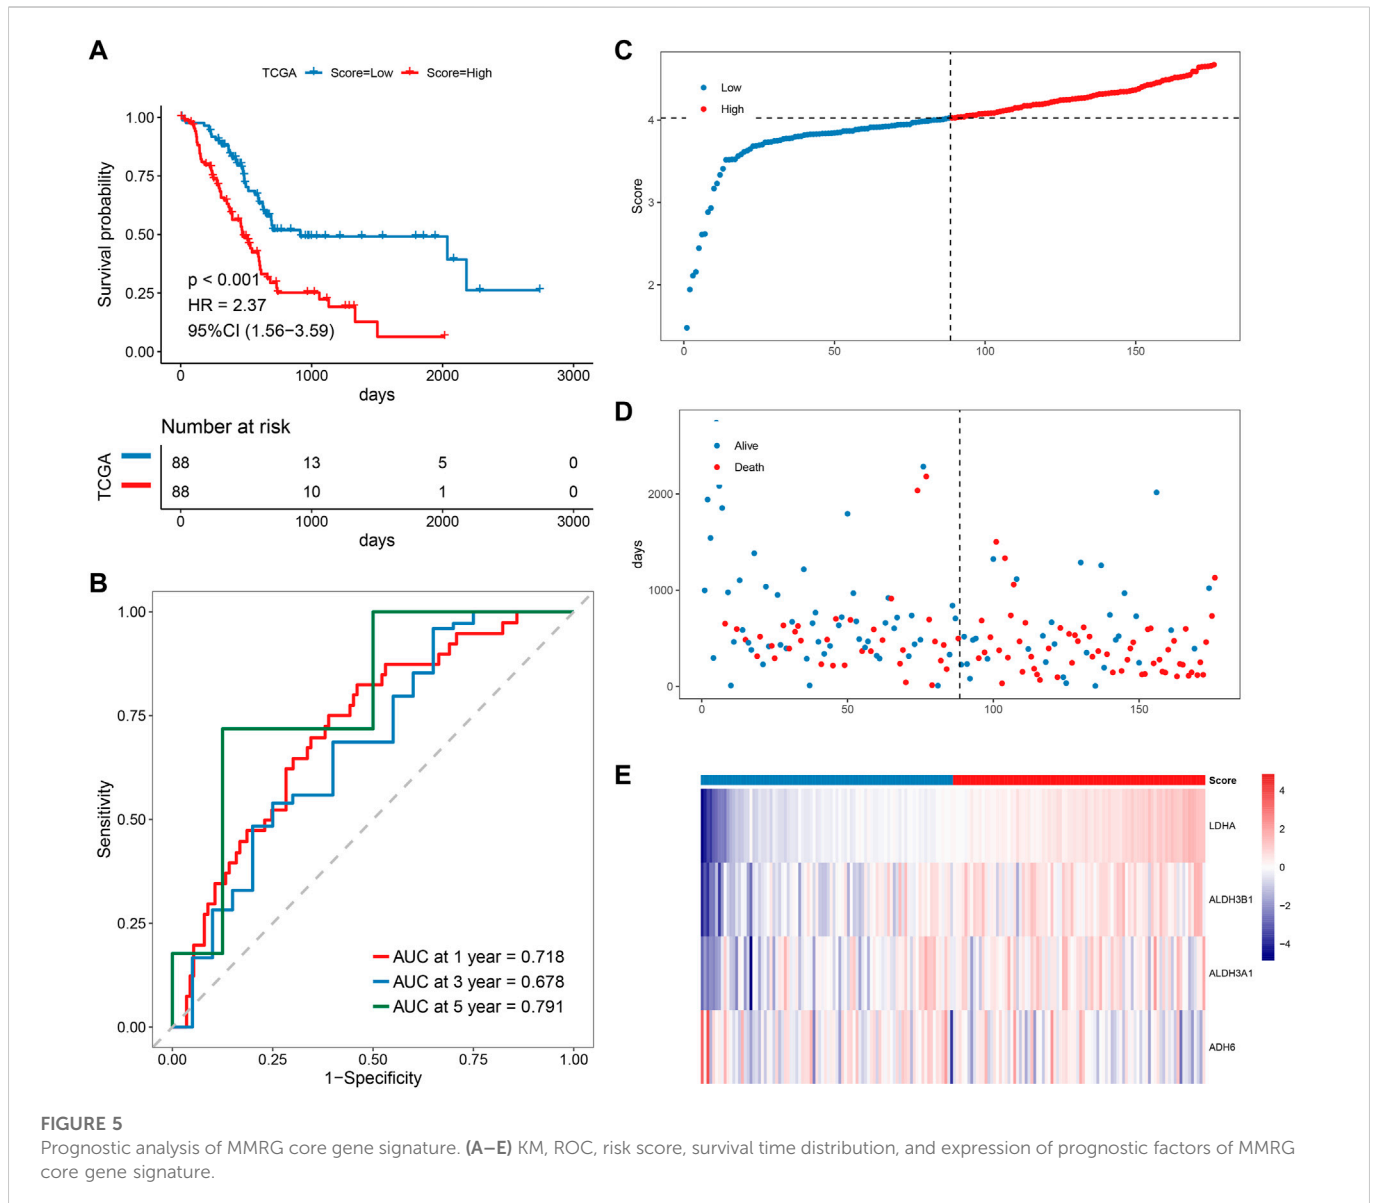 A
TCGA Score=Low Score=High
1.00
0.75
0.50
0.25
0.00
Survival probability
p < 0.001
HR = 2.37
95%CI (1.56−3.59)
0 1000 2000 3000
days
Number at risk
TCGA
88 13 5 0
88 10 1 0
0 1000 2000 3000
days
B
1.00
0.75
0.50
0.25
0.00
Sensitivity
AUC at 1 year = 0.718
AUC at 3 year = 0.678
AUC at 5 year = 0.791
0.00 0.25 0.50 0.75 1.00
1−Specificity
C
Low
High
4
3
2
Score
0 50 100 150
D
Alive
Death
2000
1000
0
days
0 50 100 150
E
Score
LDHA
ALDH3B1
ALDH3A1
ADH6
4
2
0
−2
−4
FIGURE 5
Prognostic analysis of MMRG core gene signature. (A–E) KM, ROC, risk score, survival time distribution, and expression of prognostic factors of MMRG
core gene signature.